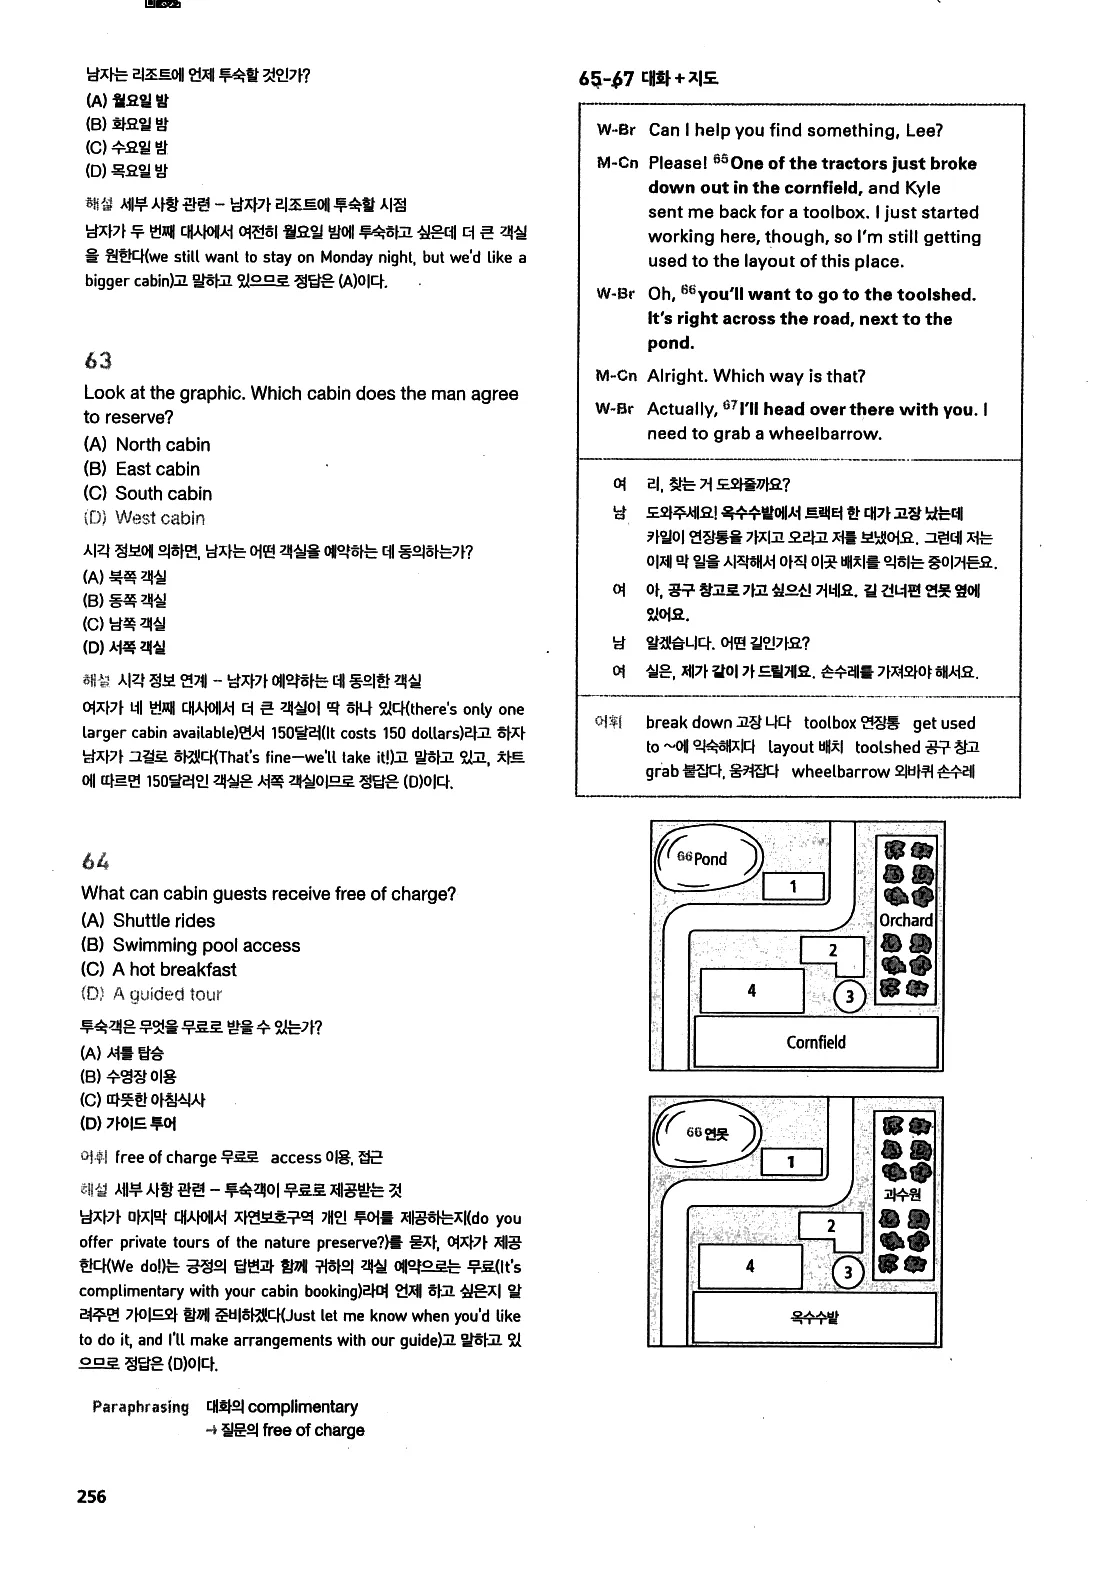 남자는 리조트에 언제 투숙할 것인가?
(A) 월요일 밤
(B) 화요일 밤
(C) 수요일 밤
(D) 목요일 밤
해설 세부 사항 관련 – 남자가 리조트에 투숙할 시점
남자가 두 번째 대사에서 여전히 월요일 밤에 투숙하고 싶은데 더 큰 객실
을 원한다(we still want to stay on Monday night, but we'd like a
bigger cabin)고 말하고 있으므로 정답은 (A)이다.
63
Look at the graphic. Which cabin does the man agree
to reserve?
(A) North cabin
(B) East cabin
(C) South cabin
(D) West cabin
시각 정보에 의하면, 남자는 어떤 객실을 예약하는 데 동의하는가?
(A) 북쪽 객실
(B) 동쪽 객실
(C) 남쪽 객실
(D) 서쪽 객실
해설 시각 정보 연계 – 남자가 예약하는 데 동의한 객실
여자가 네 번째 대사에서 더 큰 객실이 딱 하나 있다(there's only one
larger cabin available)면서 150달러(It costs 150 dollars)라고 하자
남자가 그걸로 하겠다(That's fine—we'll take it!)고 말하고 있고, 차트
에 따르면 150달러인 객실은 서쪽 객실이므로 정답은 (D)이다.
64
What can cabin guests receive free of charge?
(A) Shuttle rides
(B) Swimming pool access
(C) A hot breakfast
(D) A guided tour
투숙객은 무엇을 무료로 받을 수 있는가?
(A) 셔틀 탑승
(B) 수영장 이용
(C) 따뜻한 아침식사
(D) 가이드 투어
어휘 free of charge 무료로 access 이용, 접근
해설 세부 사항 관련 – 투숙객이 무료로 제공받는 것
남자가 마지막 대사에서 자연보호구역 개인 투어를 제공하는지(do you
offer private tours of the nature preserve?)를 묻자, 여자가 제공
한다(We do!)는 긍정의 답변과 함께 귀하의 객실 예약으로는 무료(It's
complimentary with your cabin booking)라며 언제 하고 싶은지 알
려주면 가이드와 함께 준비하겠다(Just let me know when you'd like
to do it, and I'll make arrangements with our guide)고 말하고 있
으므로 정답은 (D)이다.
Paraphrasing 대화의 complimentary
→ 질문의 free of charge
256
65-67 대화 + 지도
W-Br Can I help you find something, Lee?
M-Cn Please! 65One of the tractors just broke
down out in the cornfield, and Kyle
sent me back for a toolbox. I just started
working here, though, so I'm still getting
used to the layout of this place.
W-Br Oh, 66you'll want to go to the toolshed.
It's right across the road, next to the
pond.
M-Cn Alright. Which way is that?
W-Br Actually, 67I'll head over there with you. I
need to grab a wheelbarrow.
여 리, 찾는 거 도와줄까요?
남 도와주세요! 옥수수밭에서 트랙터 한 대가 고장 났는데
카일이 연장통을 가지고 오라고 저를 보냈어요. 그런데 저는
이제 막 일을 시작해서 아직 이곳 배치를 익히는 중이거든요.
여 아, 공구 창고로 가고 싶으신 거네요. 길 건너편 연못 옆에
있어요.
남 알겠습니다. 어떤 길인가요?
여 실은, 제가 같이 가 드릴게요. 손수레를 가져와야 해서요.
어휘 break down 고장 나다 toolbox 연장통 get used
to ~에 익숙해지다 layout 배치 toolshed 공구 창고
grab 붙잡다, 움켜잡다 wheelbarrow 외바퀴 손수레
66 Pond
1
Orchard
2
4
3
Cornfield
66 연못
1
과수원
2
4
3
옥수수밭